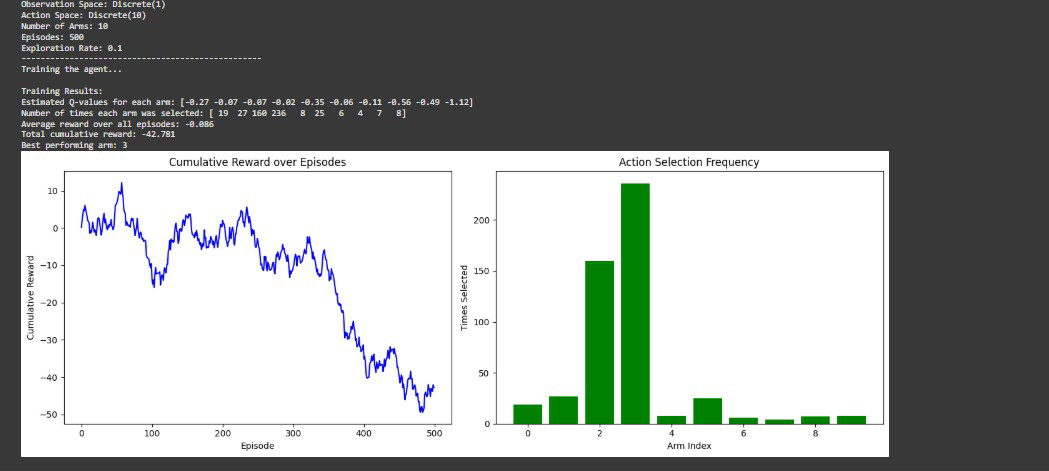 Observation Space: Discrete(1)
Action Space: Discrete(10)
Number of Arms: 10
Episodes: 500
Exploration Rate: 0.1
--------------------------------------------------
Training the agent...
Training Results:
Estimated Q-values for each arm: [-0.27 -0.07 -0.07 -0.02 -0.35 -0.06 -0.11 -0.56 -0.49 -1.12]
Number of times each arm was selected: [ 19  27 160 236   8  25   6   4   7   8]
Average reward over all episodes: -0.086
Total cumulative reward: -42.781
Best performing arm: 3
Cumulative Reward over Episodes
10
0
−10
−20
−30
−40
−50
Cumulative Reward
0 100 200 300 400 500
Episode
Action Selection Frequency
200
150
100
50
0
Times Selected
0 2 4 6 8
Arm Index